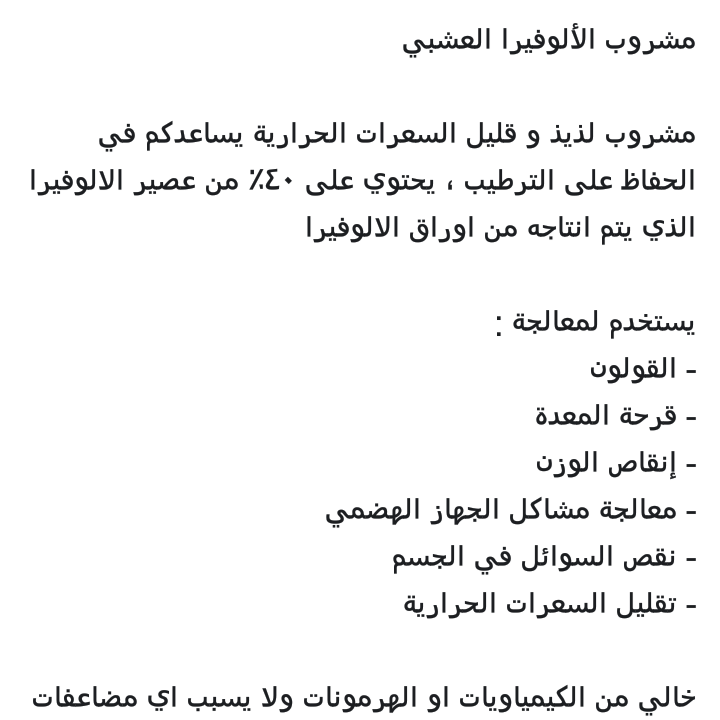 مشروب الألوفيرا العشبي
مشروب لذيذ و قليل السعرات الحرارية يساعدكم في
الحفاظ على الترطيب ، يحتوي على ٤٠٪ من عصير الالوفيرا
الذي يتم انتاجه من اوراق الالوفيرا
يستخدم لمعالجة :
- القولون
- قرحة المعدة
- إنقاص الوزن
- معالجة مشاكل الجهاز الهضمي
- نقص السوائل في الجسم
- تقليل السعرات الحرارية
خالي من الكيمياويات او الهرمونات ولا يسبب اي مضاعفات